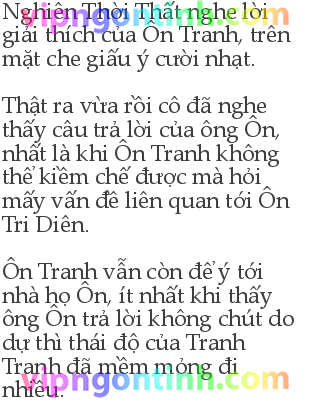 vipngontinh.com
Nghiên Thời Thất nghe lời
giải thích của Ôn Tranh, trên
mặt che giấu ý cười nhạt.
Thật ra vừa rồi cô đã nghe
thấy câu trả lời của ông Ôn,
nhất là khi Ôn Tranh không
thể kiềm chế được mà hỏi
mấy vấn đề liên quan tới Ôn
Tri Diên.
Ôn Tranh vẫn còn để ý tới
nhà họ Ôn, ít nhất khi thấy
ông Ôn trả lời không chút do
dự thì thái độ của Tranh
Tranh đã mềm mỏng đi
nhiều.
vipngontinh.com